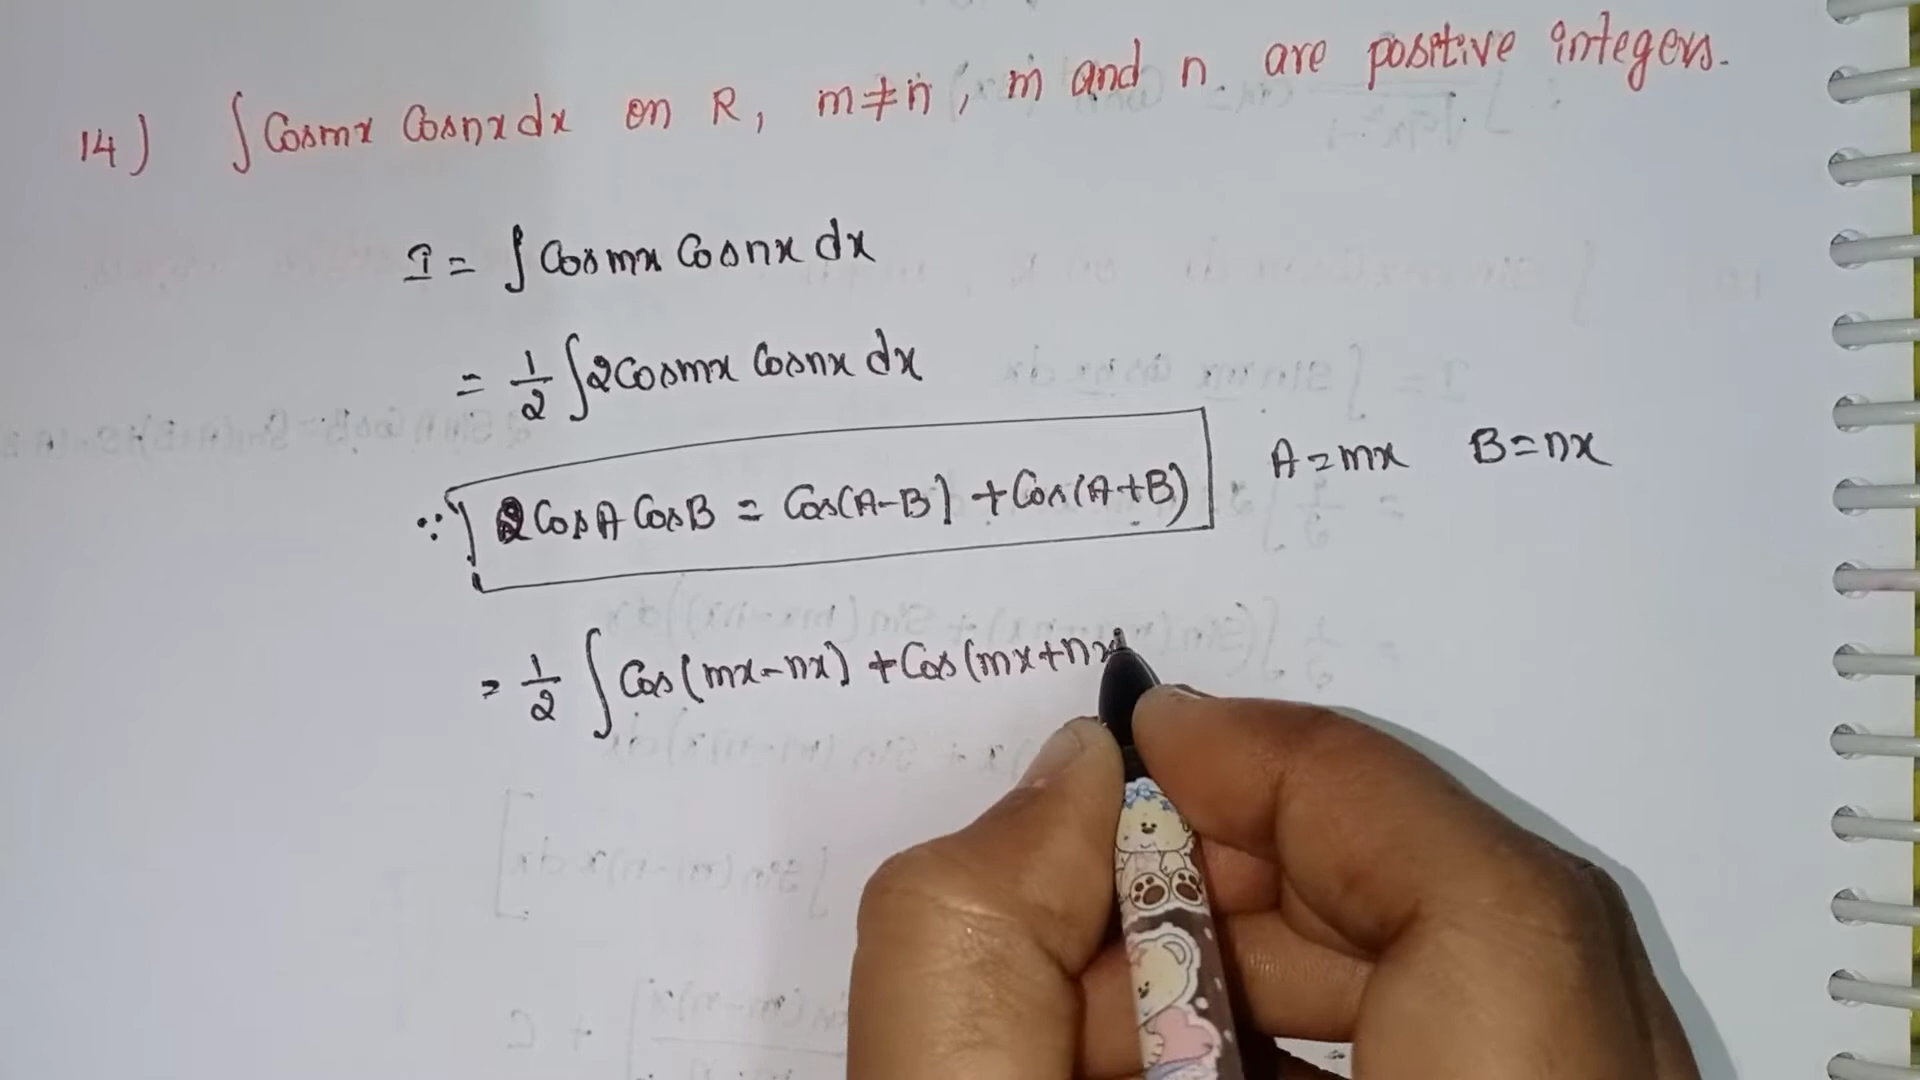 14) ∫ Cosmx Cosnx dx on R, m≠n, m and n are positive integers.
I = ∫ Cosmx Cosnx dx
= 1/2 ∫ 2Cosmx Cosnx dx
∵ 2CosA CosB = Cos(A-B) + Cos(A+B) . A=mx B=nx
= 1/2 ∫ Cos(mx-nx) + Cos(mx+nx